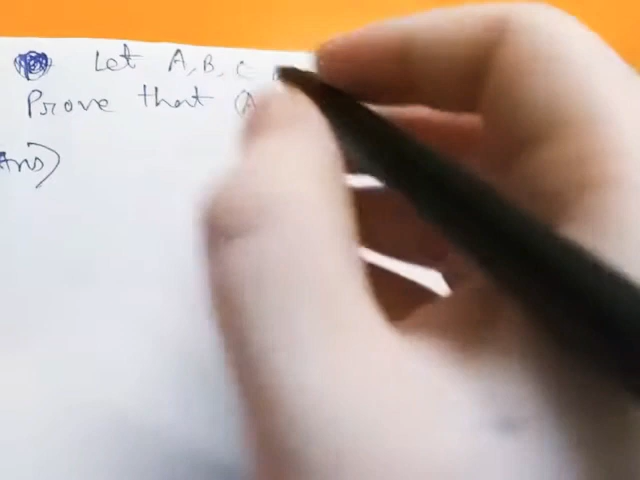 Let A, B, C
Prove that (A
Ans)